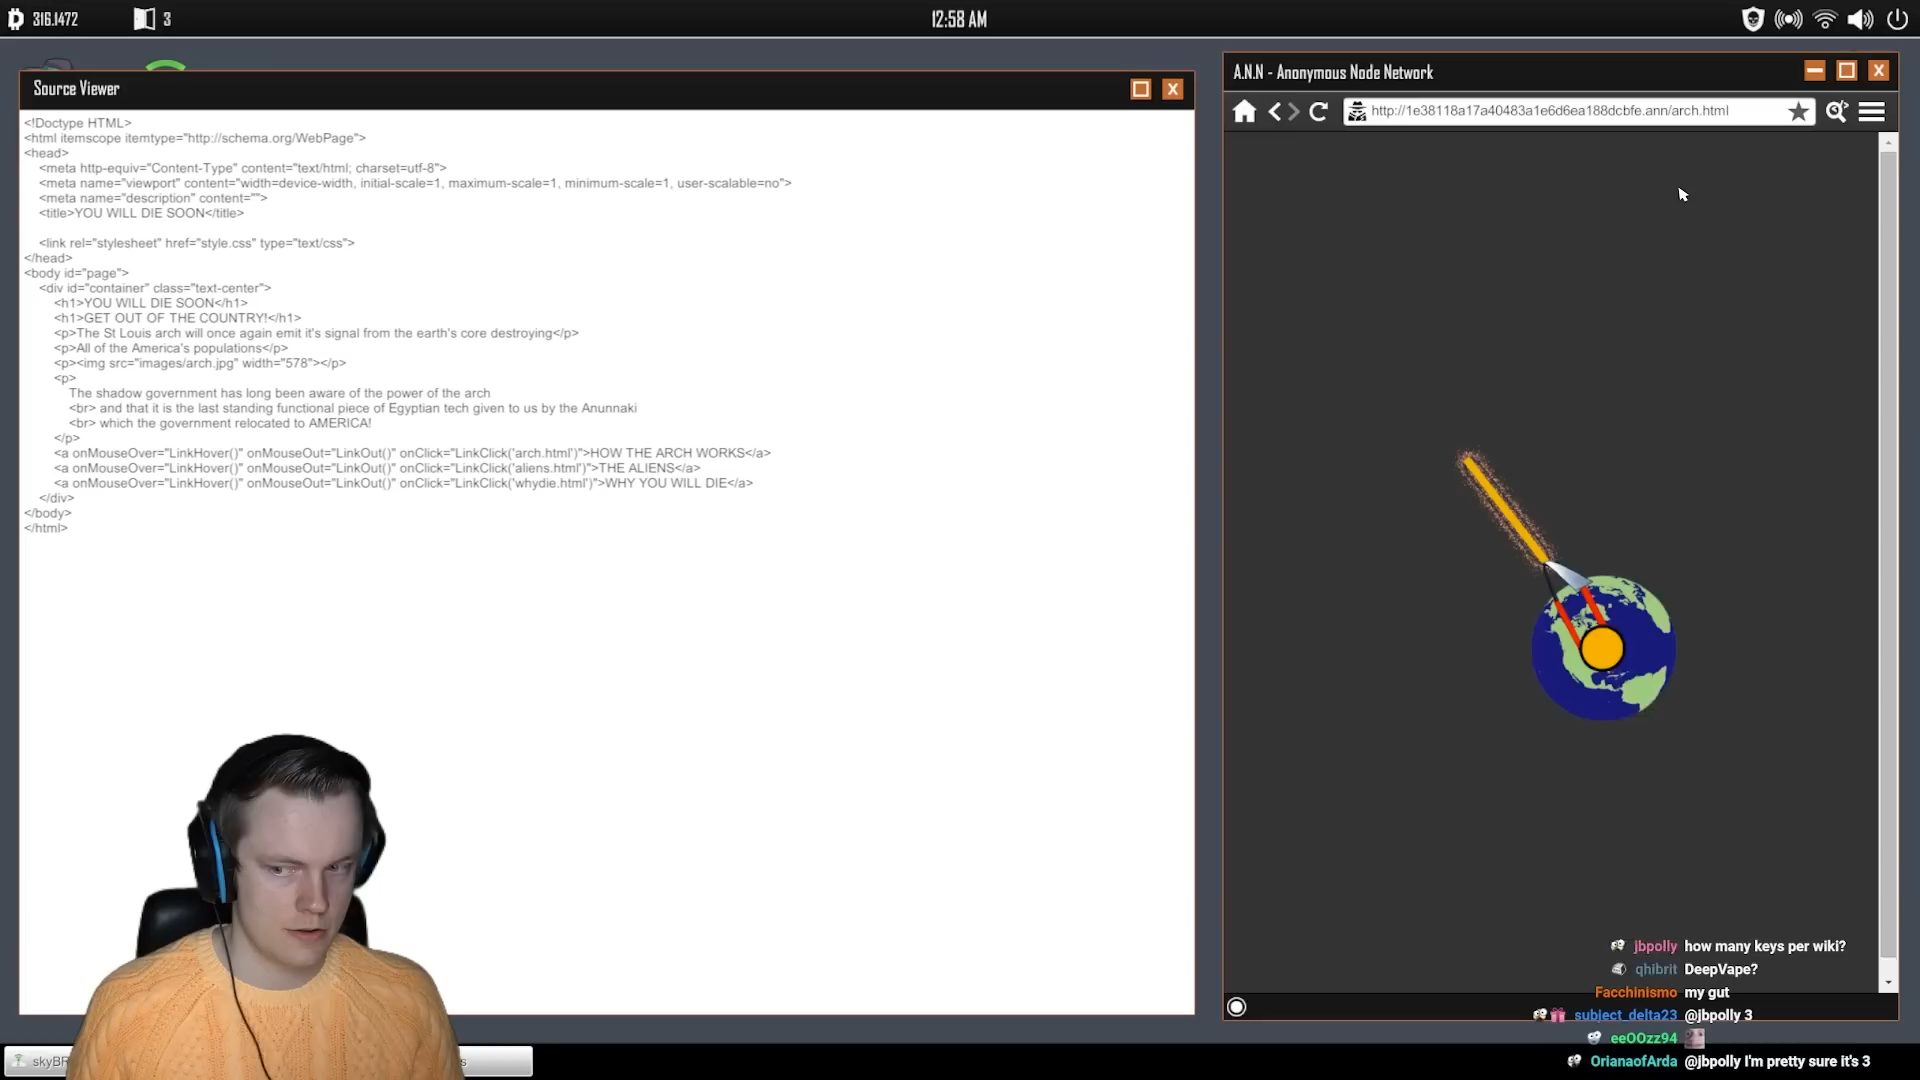 316.1472
3
12:58 AM
Source Viewer
<!Doctype HTML>
<html itemscope itemtype="http://schema.org/WebPage">
<head>
<meta http-equiv="Content-Type" content="text/html; charset=utf-8">
<meta name="viewport" content="width=device-width, initial-scale=1, maximum-scale=1, minimum-scale=1, user-scalable=no">
<meta name="description" content="">
<title>YOU WILL DIE SOON</title>
<link rel="stylesheet" href="style.css" type="text/css">
</head>
<body id="page">
<div id="container" class="text-center">
<h1>YOU WILL DIE SOON</h1>
<h1>GET OUT OF THE COUNTRY!</h1>
<p>The St Louis arch will once again emit it's signal from the earth's core destroying</p>
<p>All of the America's populations</p>
<p><img src="images/arch.jpg" width="578"></p>
<p>
The shadow government has long been aware of the power of the arch
<br> and that it is the last standing functional piece of Egyptian tech given to us by the Anunnaki
<br> which the government relocated to AMERICA!
</p>
<a onMouseOver="LinkHover()" onMouseOut="LinkOut()" onClick="LinkClick('arch.html')">HOW THE ARCH WORKS</a>
<a onMouseOver="LinkHover()" onMouseOut="LinkOut()" onClick="LinkClick('aliens.html')">THE ALIENS</a>
<a onMouseOver="LinkHover()" onMouseOut="LinkOut()" onClick="LinkClick('whydie.html')">WHY YOU WILL DIE</a>
</div>
</body>
</html>
A.N.N - Anonymous Node Network
http://1e38118a17a40483a1e6d6ea188dcbfe.ann/arch.html
jbpolly how many keys per wiki?
qhibrit DeepVape?
Facchinismo my gut
subject_delta23 @jbpolly 3
eeOOzz94
OrianaofArda @jbpolly I'm pretty sure it's 3
skyBR
s